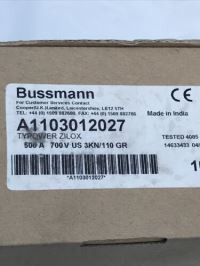 Bussmann
For Customer Services Contact
Cooper(U.K.)Limited, Leicestershire, LE12 5TH
TEL: +44 (0) 1509 882600, FAX: +44 (0) 1509 882786
CE
A1103012027
Made in India
TYPOWER ZILOX
TESTED 4085
500 A 700 V US 3KN/110 GR
14633433
*A1103012027*